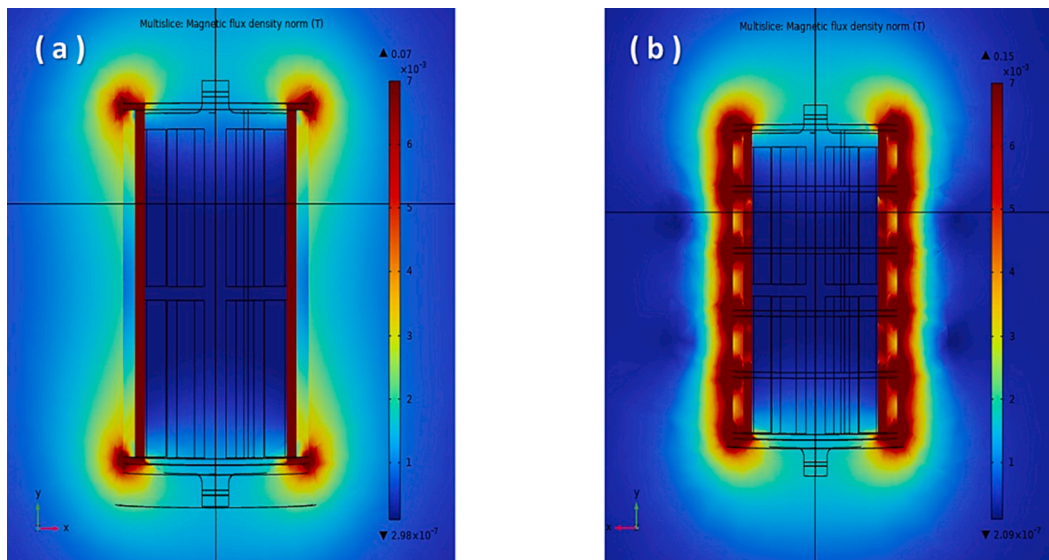 Multislice: Magnetic flux density norm (T)
( a )
▲ 0.07
×10⁻³
7
6
5
4
3
2
1
▼ 2.98×10⁻⁷
y
x
Multislice: Magnetic flux density norm (T)
( b )
▲ 0.15
×10⁻³
7
6
5
4
3
2
1
▼ 2.09×10⁻⁷
y
x